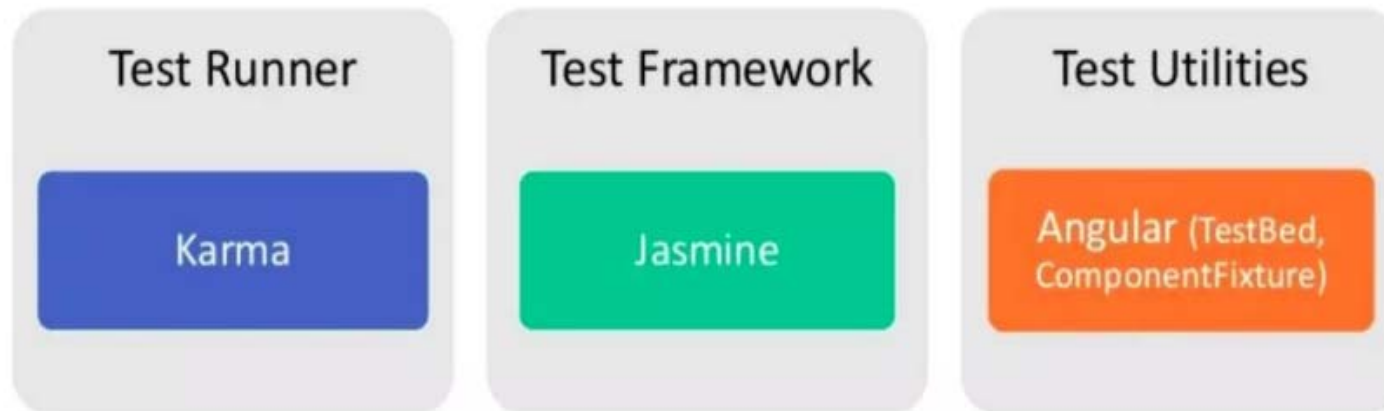 Test Runner
Karma
Test Framework
Jasmine
Test Utilities
Angular (TestBed,
ComponentFixture)